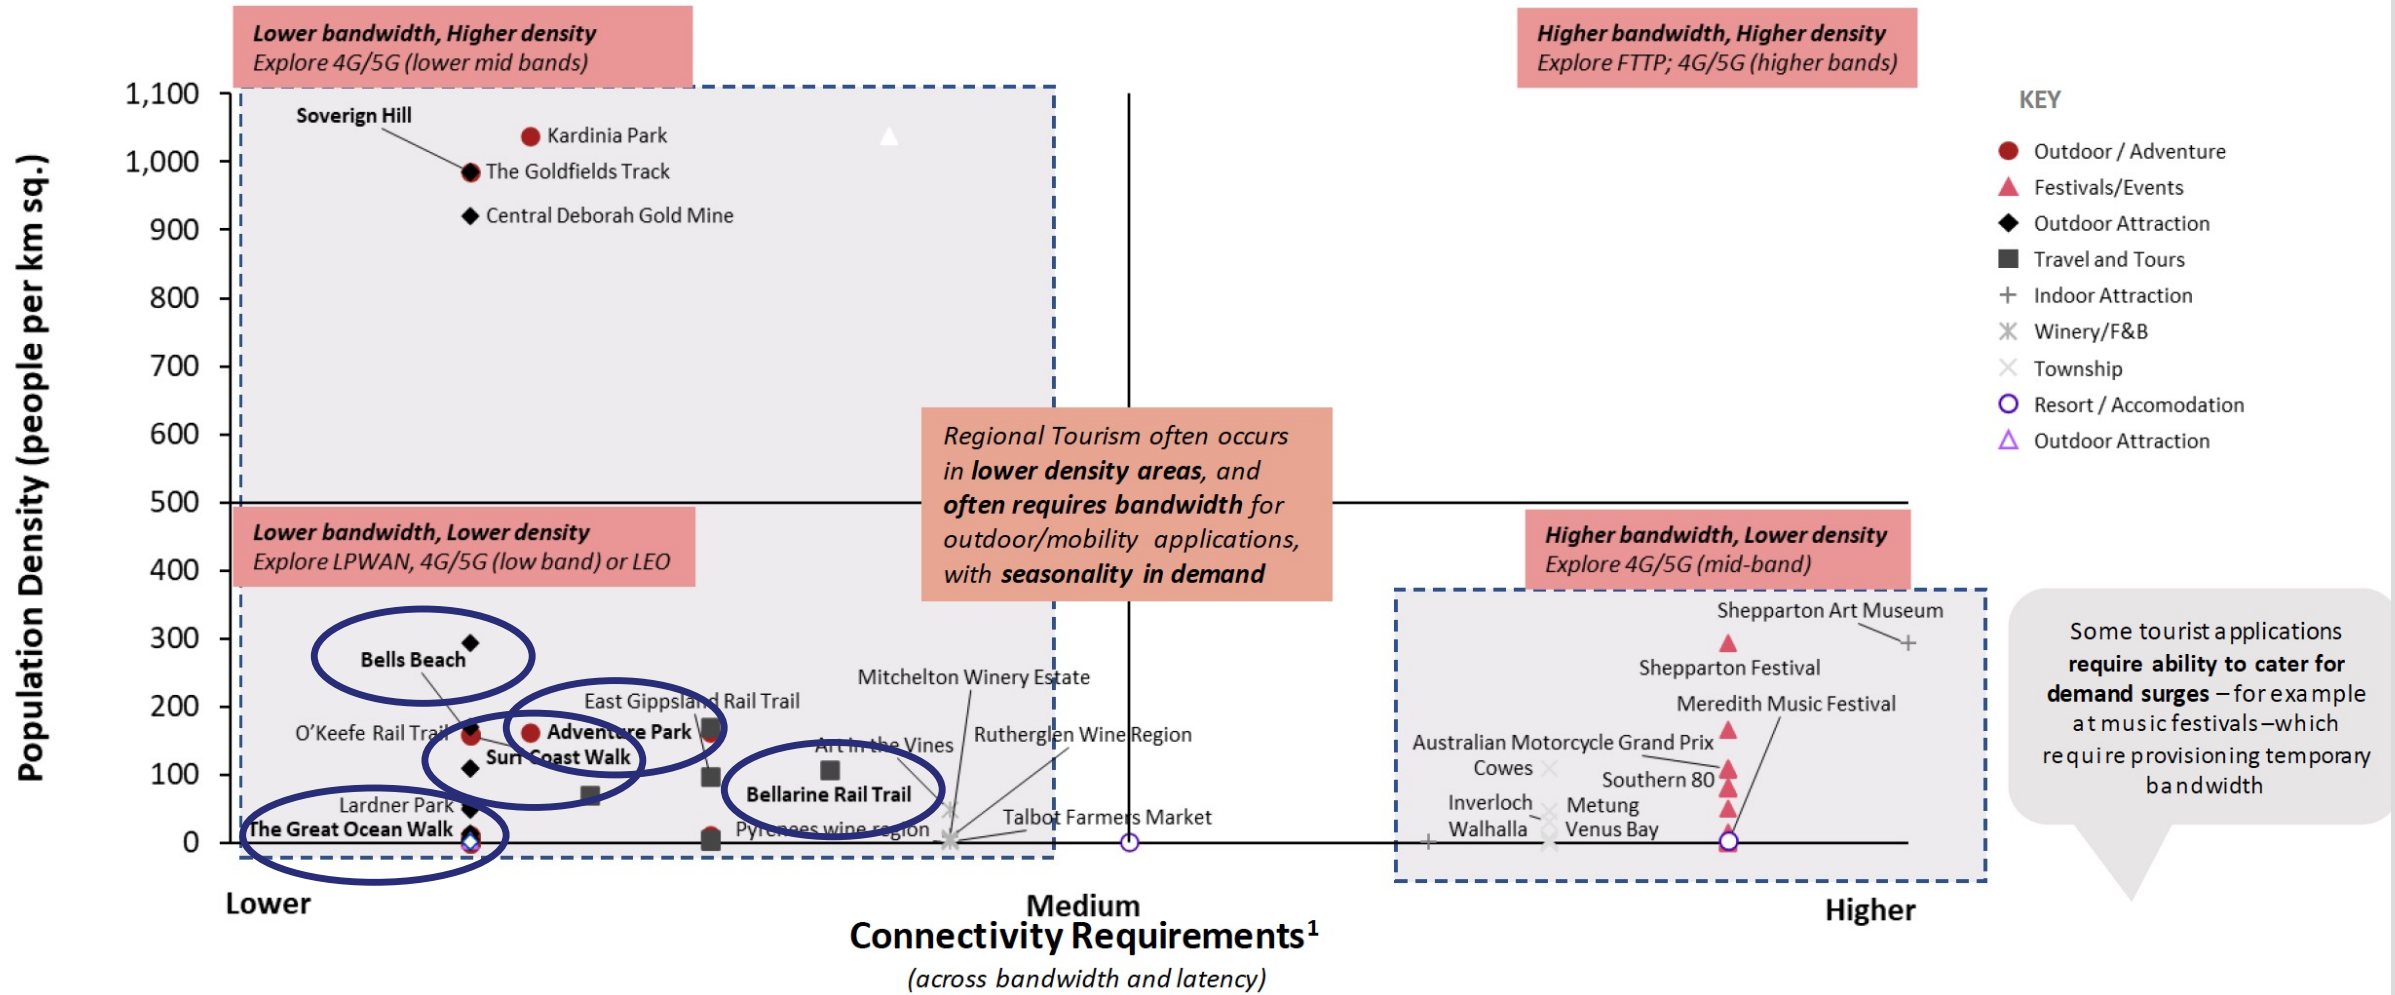 Lower bandwidth, Higher density
Explore 4G/5G (lower mid bands)
Higher bandwidth, Higher density
Explore FTTP; 4G/5G (higher bands)
Population Density (people per km sq.)
1,100
1,000
900
800
700
600
500
400
300
200
100
0
Soverign Hill
Kardinia Park
The Goldfields Track
Central Deborah Gold Mine
KEY
Outdoor / Adventure
Festivals/Events
Outdoor Attraction
Travel and Tours
Indoor Attraction
Winery/F&B
Township
Resort / Accomodation
Outdoor Attraction
Regional Tourism often occurs
in lower density areas, and
often requires bandwidth for
outdoor/mobility applications,
with seasonality in demand
Lower bandwidth, Lower density
Explore LPWAN, 4G/5G (low band) or LEO
Higher bandwidth, Lower density
Explore 4G/5G (mid-band)
Bells Beach
O'Keefe Rail Trail
East Gippsland Rail Trail
Adventure Park
Surf Coast Walk
Lardner Park
The Great Ocean Walk
Mitchelton Winery Estate
Art in the Vines
Rutherglen Wine Region
Bellarine Rail Trail
Pyrenees wine region
Talbot Farmers Market
Shepparton Art Museum
Shepparton Festival
Meredith Music Festival
Australian Motorcycle Grand Prix
Cowes
Southern 80
Inverloch
Metung
Walhalla
Venus Bay
Some tourist applications
require ability to cater for
demand surges – for example
at music festivals –which
require provisioning temporary
bandwidth
Lower
Medium
Higher
Connectivity Requirements¹
(across bandwidth and latency)